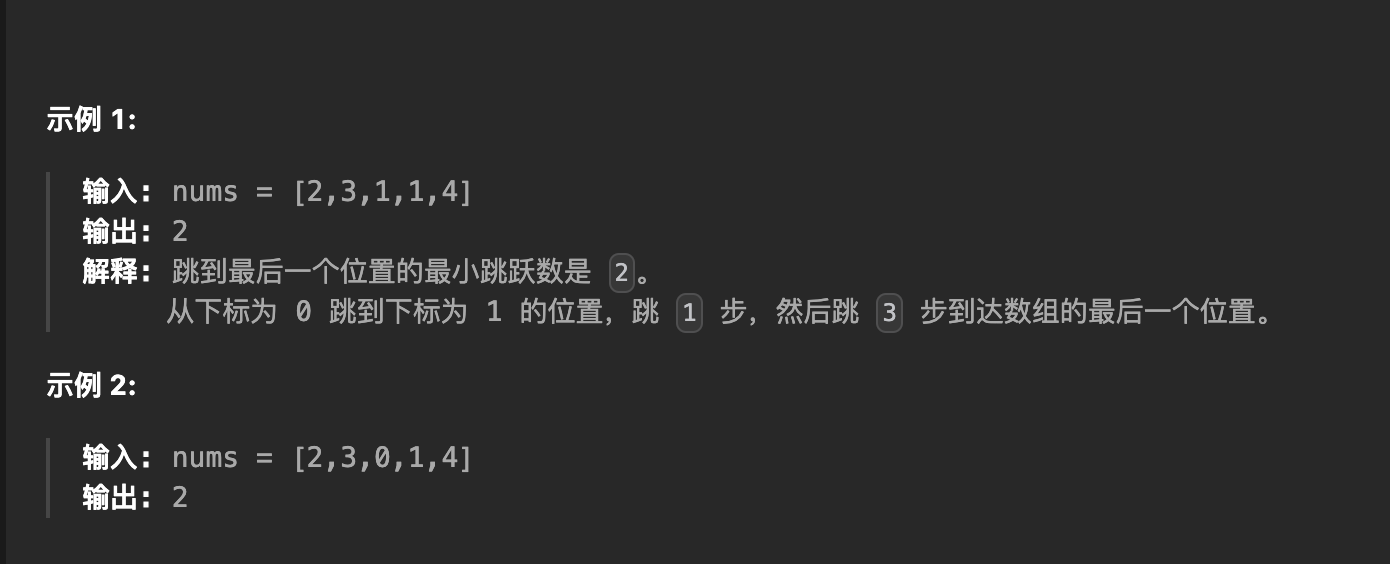 示例 1:
输入: nums = [2,3,1,1,4]
输出: 2
解释: 跳到最后一个位置的最小跳跃数是 2。
从下标为 0 跳到下标为 1 的位置，跳 1 步，然后跳 3 步到达数组的最后一个位置。
示例 2:
输入: nums = [2,3,0,1,4]
输出: 2